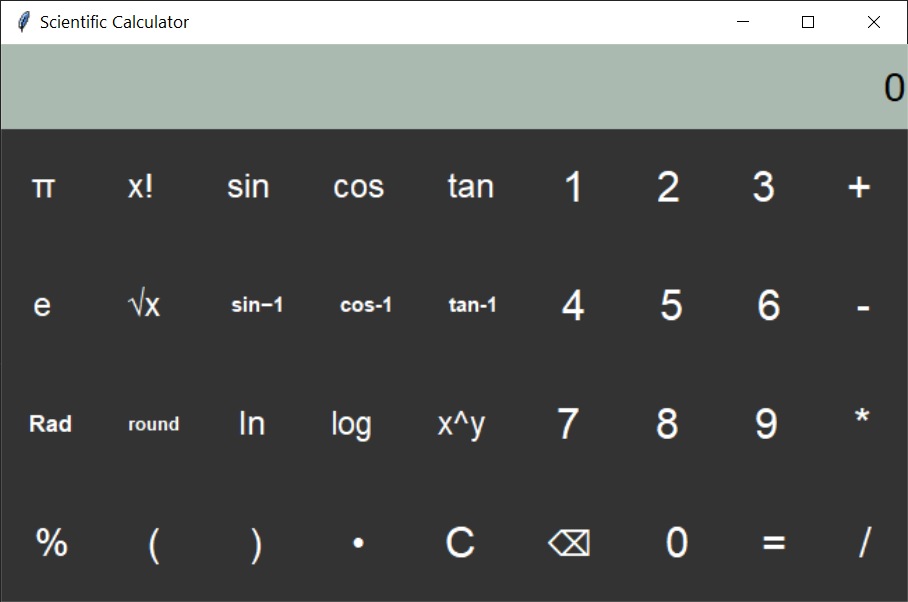 Scientific Calculator
0
π x! sin cos tan 1 2 3 +
e √x sin−1 cos-1 tan-1 4 5 6 -
Rad round ln log x^y 7 8 9 *
% ( ) • C ⌫ 0 = /